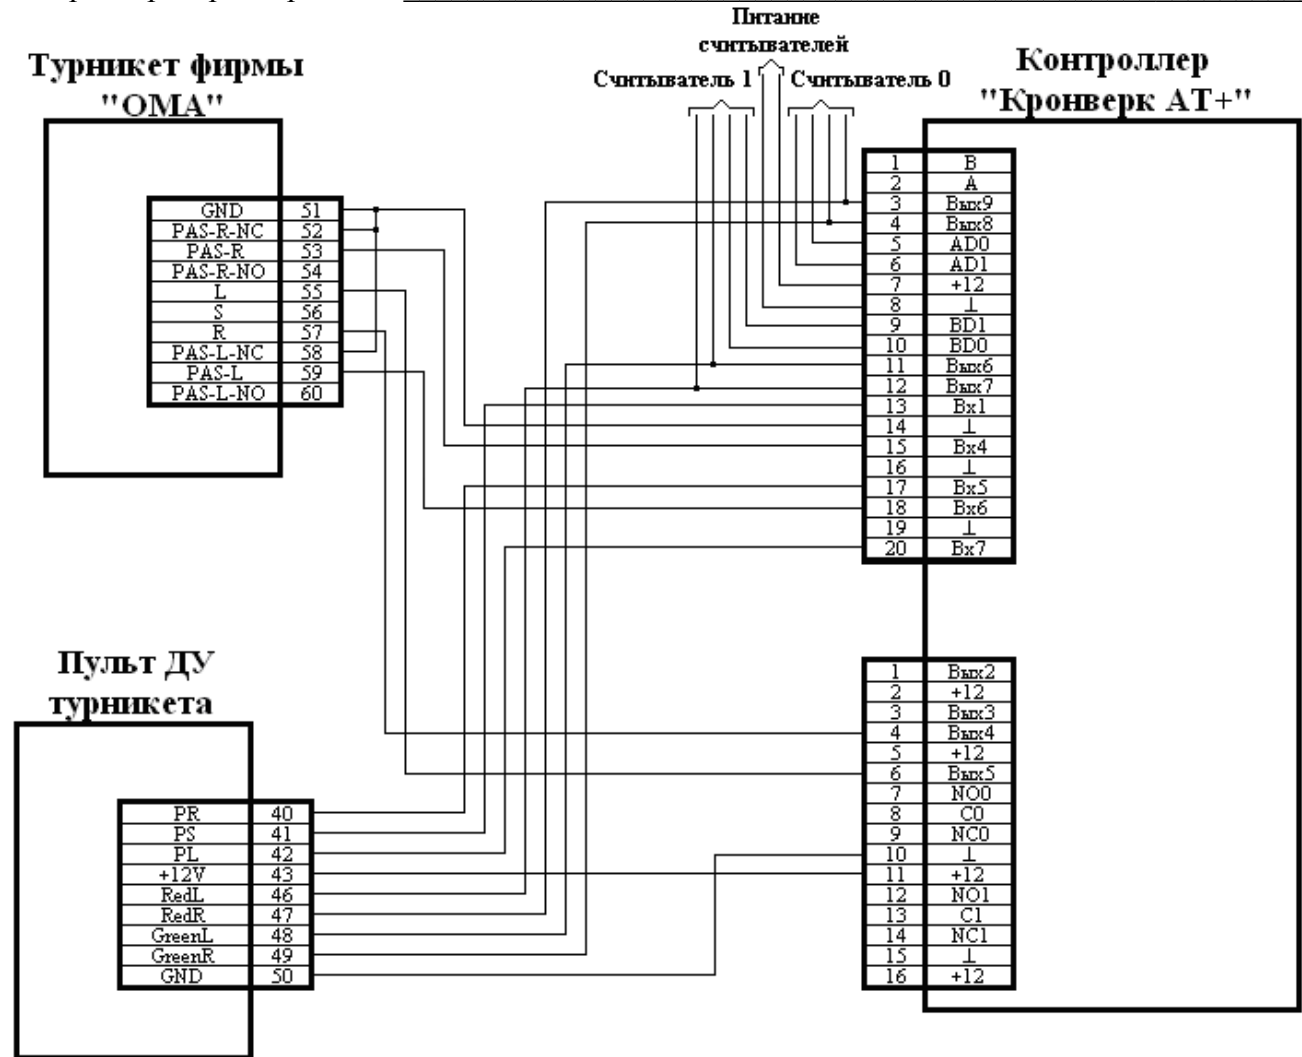 Питание
считывателей
Считыватель 1
Считыватель 0
Турникет фирмы
"ОМА"
Контроллер
"Кронверк АТ+"
GND 51
PAS-R-NC 52
PAS-R 53
PAS-R-NO 54
L 55
S 56
R 57
PAS-L-NC 58
PAS-L 59
PAS-L-NO 60
1 B
2 A
3 Вых9
4 Вых8
5 AD0
6 AD1
7 +12
8 ⊥
9 BD1
10 BD0
11 Вых6
12 Вых7
13 Вх1
14 ⊥
15 Вх4
16 ⊥
17 Вх5
18 Вх6
19 ⊥
20 Вх7
Пульт ДУ
турникета
PR 40
PS 41
PL 42
+12V 43
RedL 46
RedR 47
GreenL 48
GreenR 49
GND 50
1 Вых2
2 +12
3 Вых3
4 Вых4
5 +12
6 Вых5
7 NO0
8 C0
9 NC0
10 ⊥
11 +12
12 NO1
13 C1
14 NC1
15 ⊥
16 +12